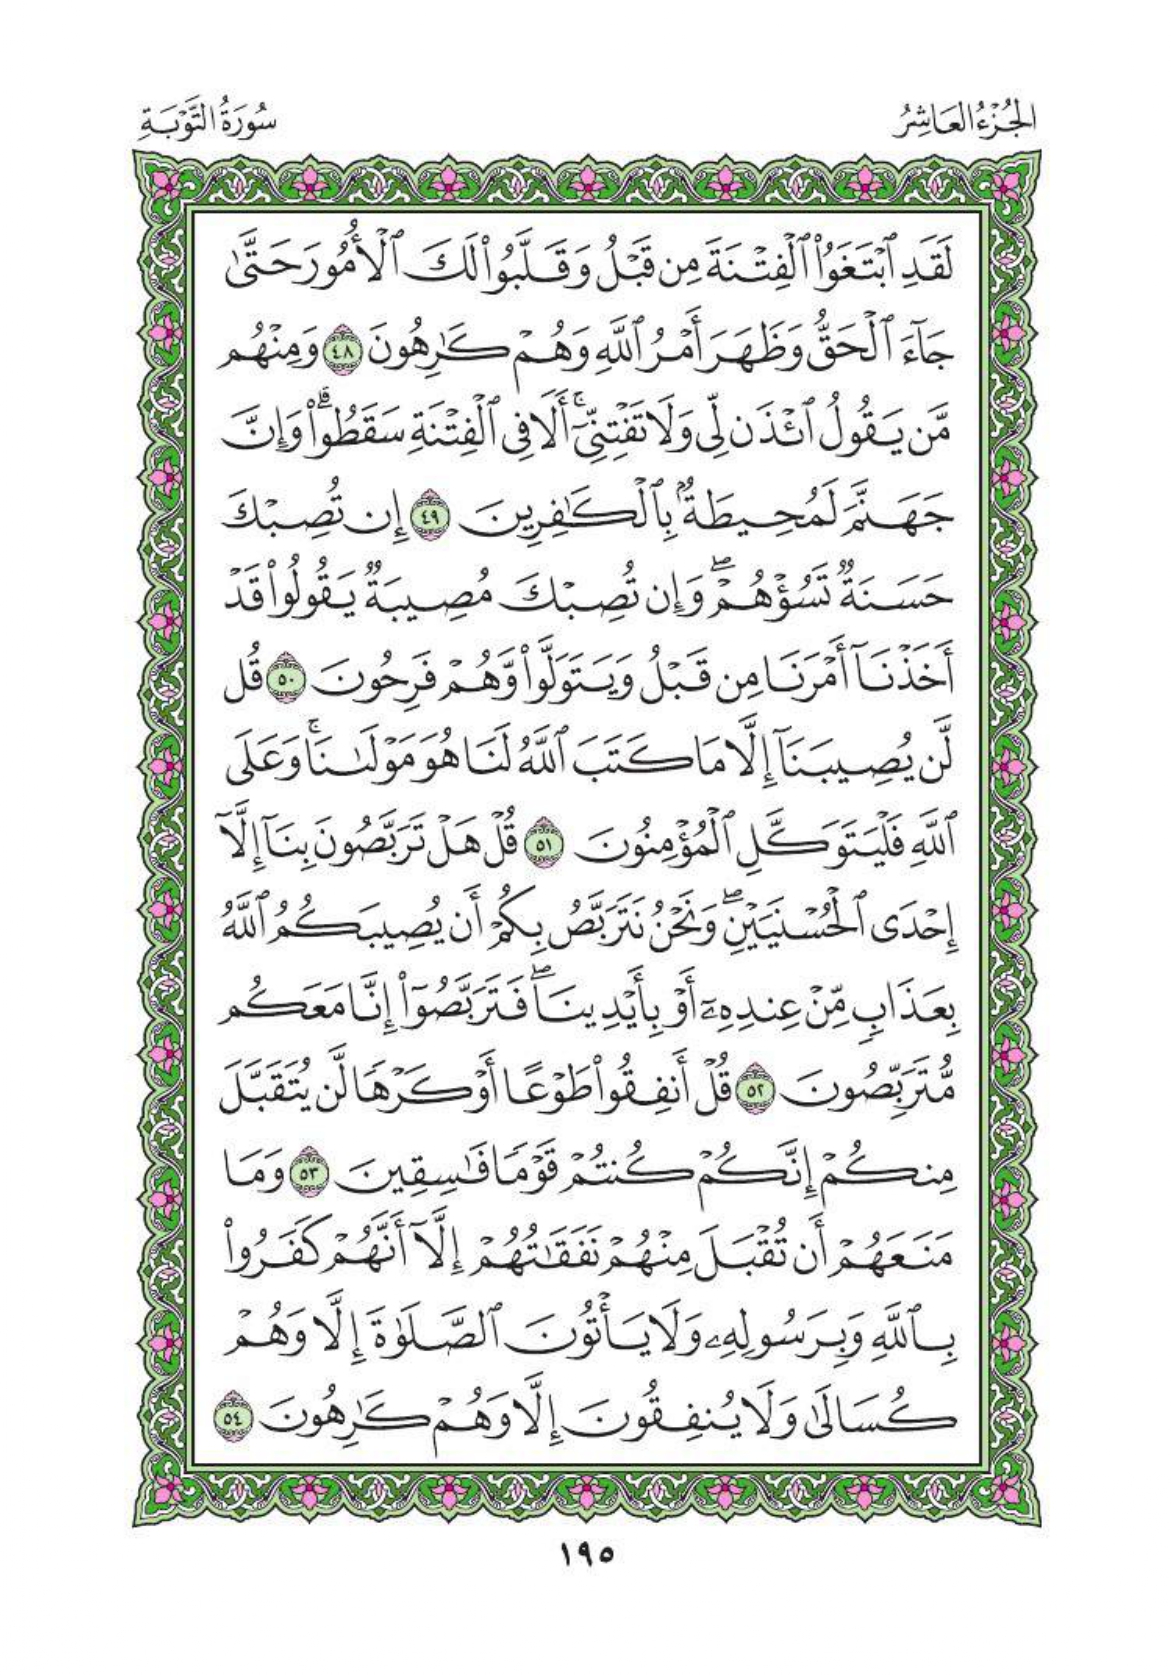 الجُزْءُ العَاشِرُ
سُورَةُ التَّوْبَةِ
لَقَدِ ٱبْتَغَوُا۟ ٱلْفِتْنَةَ مِن قَبْلُ وَقَلَّبُوا۟ لَكَ ٱلْأُمُورَ حَتَّىٰ
جَآءَ ٱلْحَقُّ وَظَهَرَ أَمْرُ ٱللَّهِ وَهُمْ كَٰرِهُونَ ٤٨ وَمِنْهُم
مَّن يَقُولُ ٱئْذَن لِّى وَلَا تَفْتِنِّىٓ ۚ أَلَا فِى ٱلْفِتْنَةِ سَقَطُوا۟ ۗ وَإِنَّ
جَهَنَّمَ لَمُحِيطَةٌۢ بِٱلْكَٰفِرِينَ ٤٩ إِن تُصِبْكَ
حَسَنَةٌ تَسُؤْهُمْ ۖ وَإِن تُصِبْكَ مُصِيبَةٌ يَقُولُوا۟ قَدْ
أَخَذْنَآ أَمْرَنَا مِن قَبْلُ وَيَتَوَلَّوا۟ وَّهُمْ فَرِحُونَ ٥٠ قُل
لَّن يُصِيبَنَآ إِلَّا مَا كَتَبَ ٱللَّهُ لَنَا هُوَ مَوْلَىٰنَا ۚ وَعَلَى
ٱللَّهِ فَلْيَتَوَكَّلِ ٱلْمُؤْمِنُونَ ٥١ قُلْ هَلْ تَرَبَّصُونَ بِنَآ إِلَّآ
إِحْدَى ٱلْحُسْنَيَيْنِ ۖ وَنَحْنُ نَتَرَبَّصُ بِكُمْ أَن يُصِيبَكُمُ ٱللَّهُ
بِعَذَابٍ مِّنْ عِندِهِۦٓ أَوْ بِأَيْدِينَا ۖ فَتَرَبَّصُوٓا۟ إِنَّا مَعَكُم
مُّتَرَبِّصُونَ ٥٢ قُلْ أَنفِقُوا۟ طَوْعًا أَوْ كَرْهًا لَّن يُتَقَبَّلَ
مِنكُمْ إِنَّكُمْ كُنتُمْ قَوْمًا فَٰسِقِينَ ٥٣ وَمَا
مَنَعَهُمْ أَن تُقْبَلَ مِنْهُمْ نَفَقَٰتُهُمْ إِلَّآ أَنَّهُمْ كَفَرُوا۟
بِٱللَّهِ وَبِرَسُولِهِۦ وَلَا يَأْتُونَ ٱلصَّلَوٰةَ إِلَّا وَهُمْ
كُسَالَىٰ وَلَا يُنفِقُونَ إِلَّا وَهُمْ كَٰرِهُونَ ٥٤
١٩٥